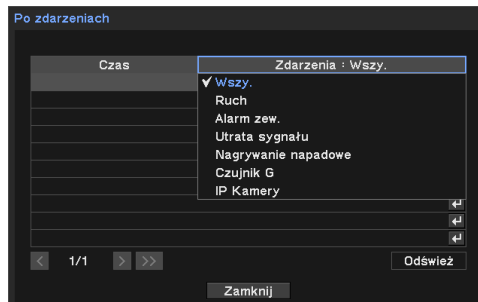 Po zdarzeniach
Czas
Zdarzenia : Wszy.
Wszy.
Ruch
Alarm zew.
Utrata sygnału
Nagrywanie napadowe
Czujnik G
IP Kamery
< 1/1 > >>
Odśwież
Zamknij